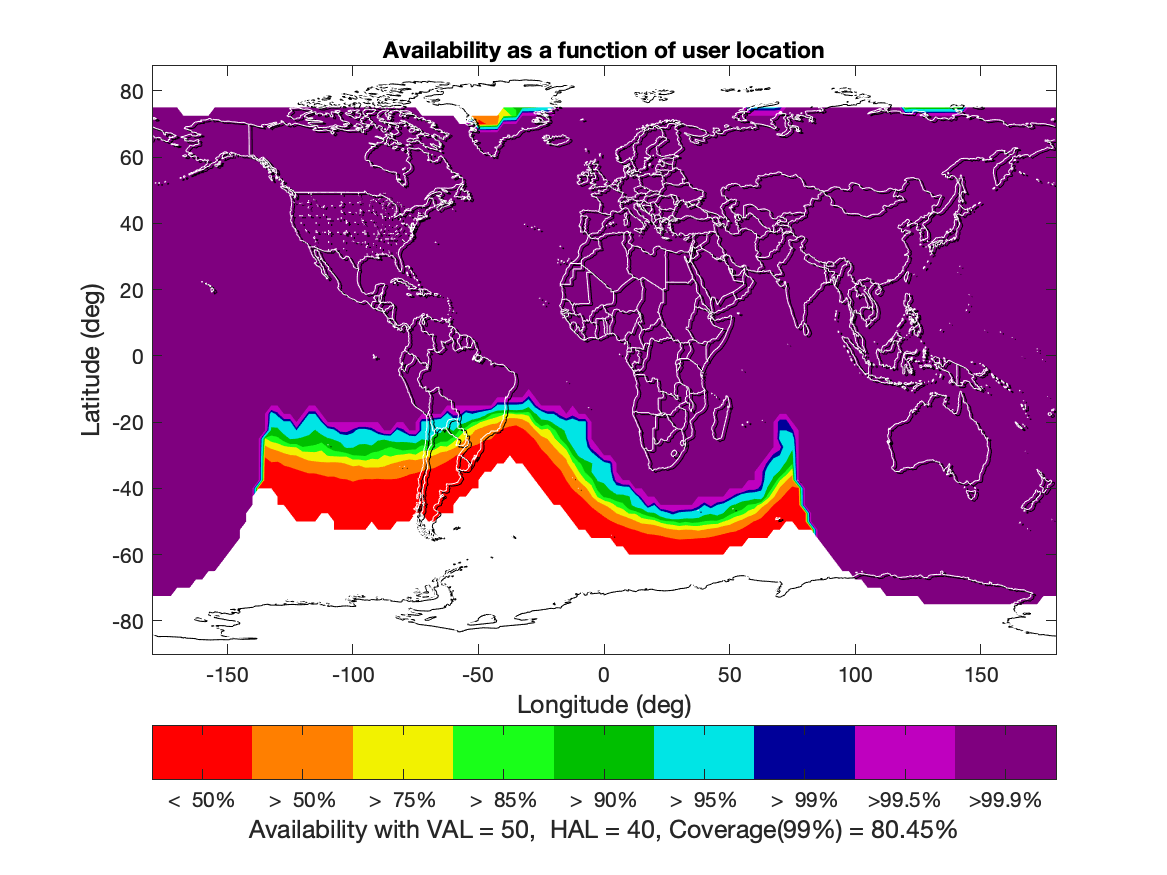 Availability as a function of user location
80
60
40
20
0
-20
-40
-60
-80
Latitude (deg)
-150 -100 -50 0 50 100 150
Longitude (deg)
< 50% > 50% > 75% > 85% > 90% > 95% > 99% >99.5% >99.9%
Availability with VAL = 50, HAL = 40, Coverage(99%) = 80.45%